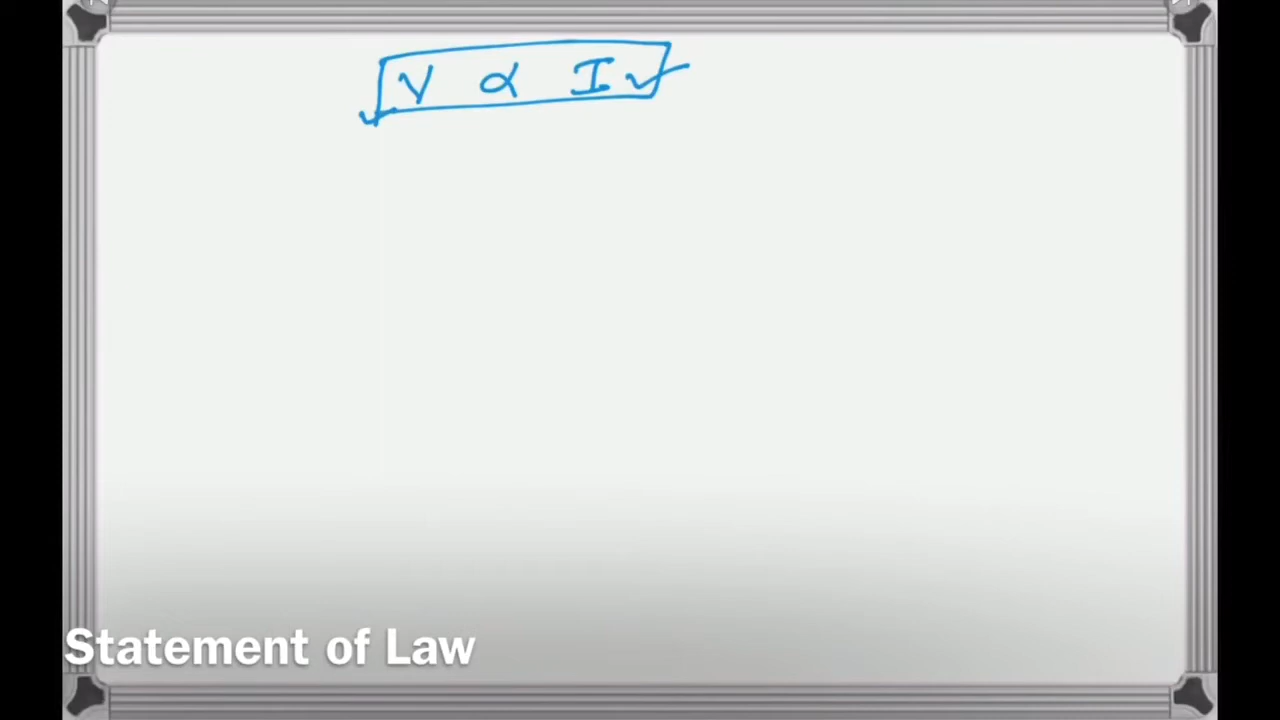 V ∝ I
Statement of Law